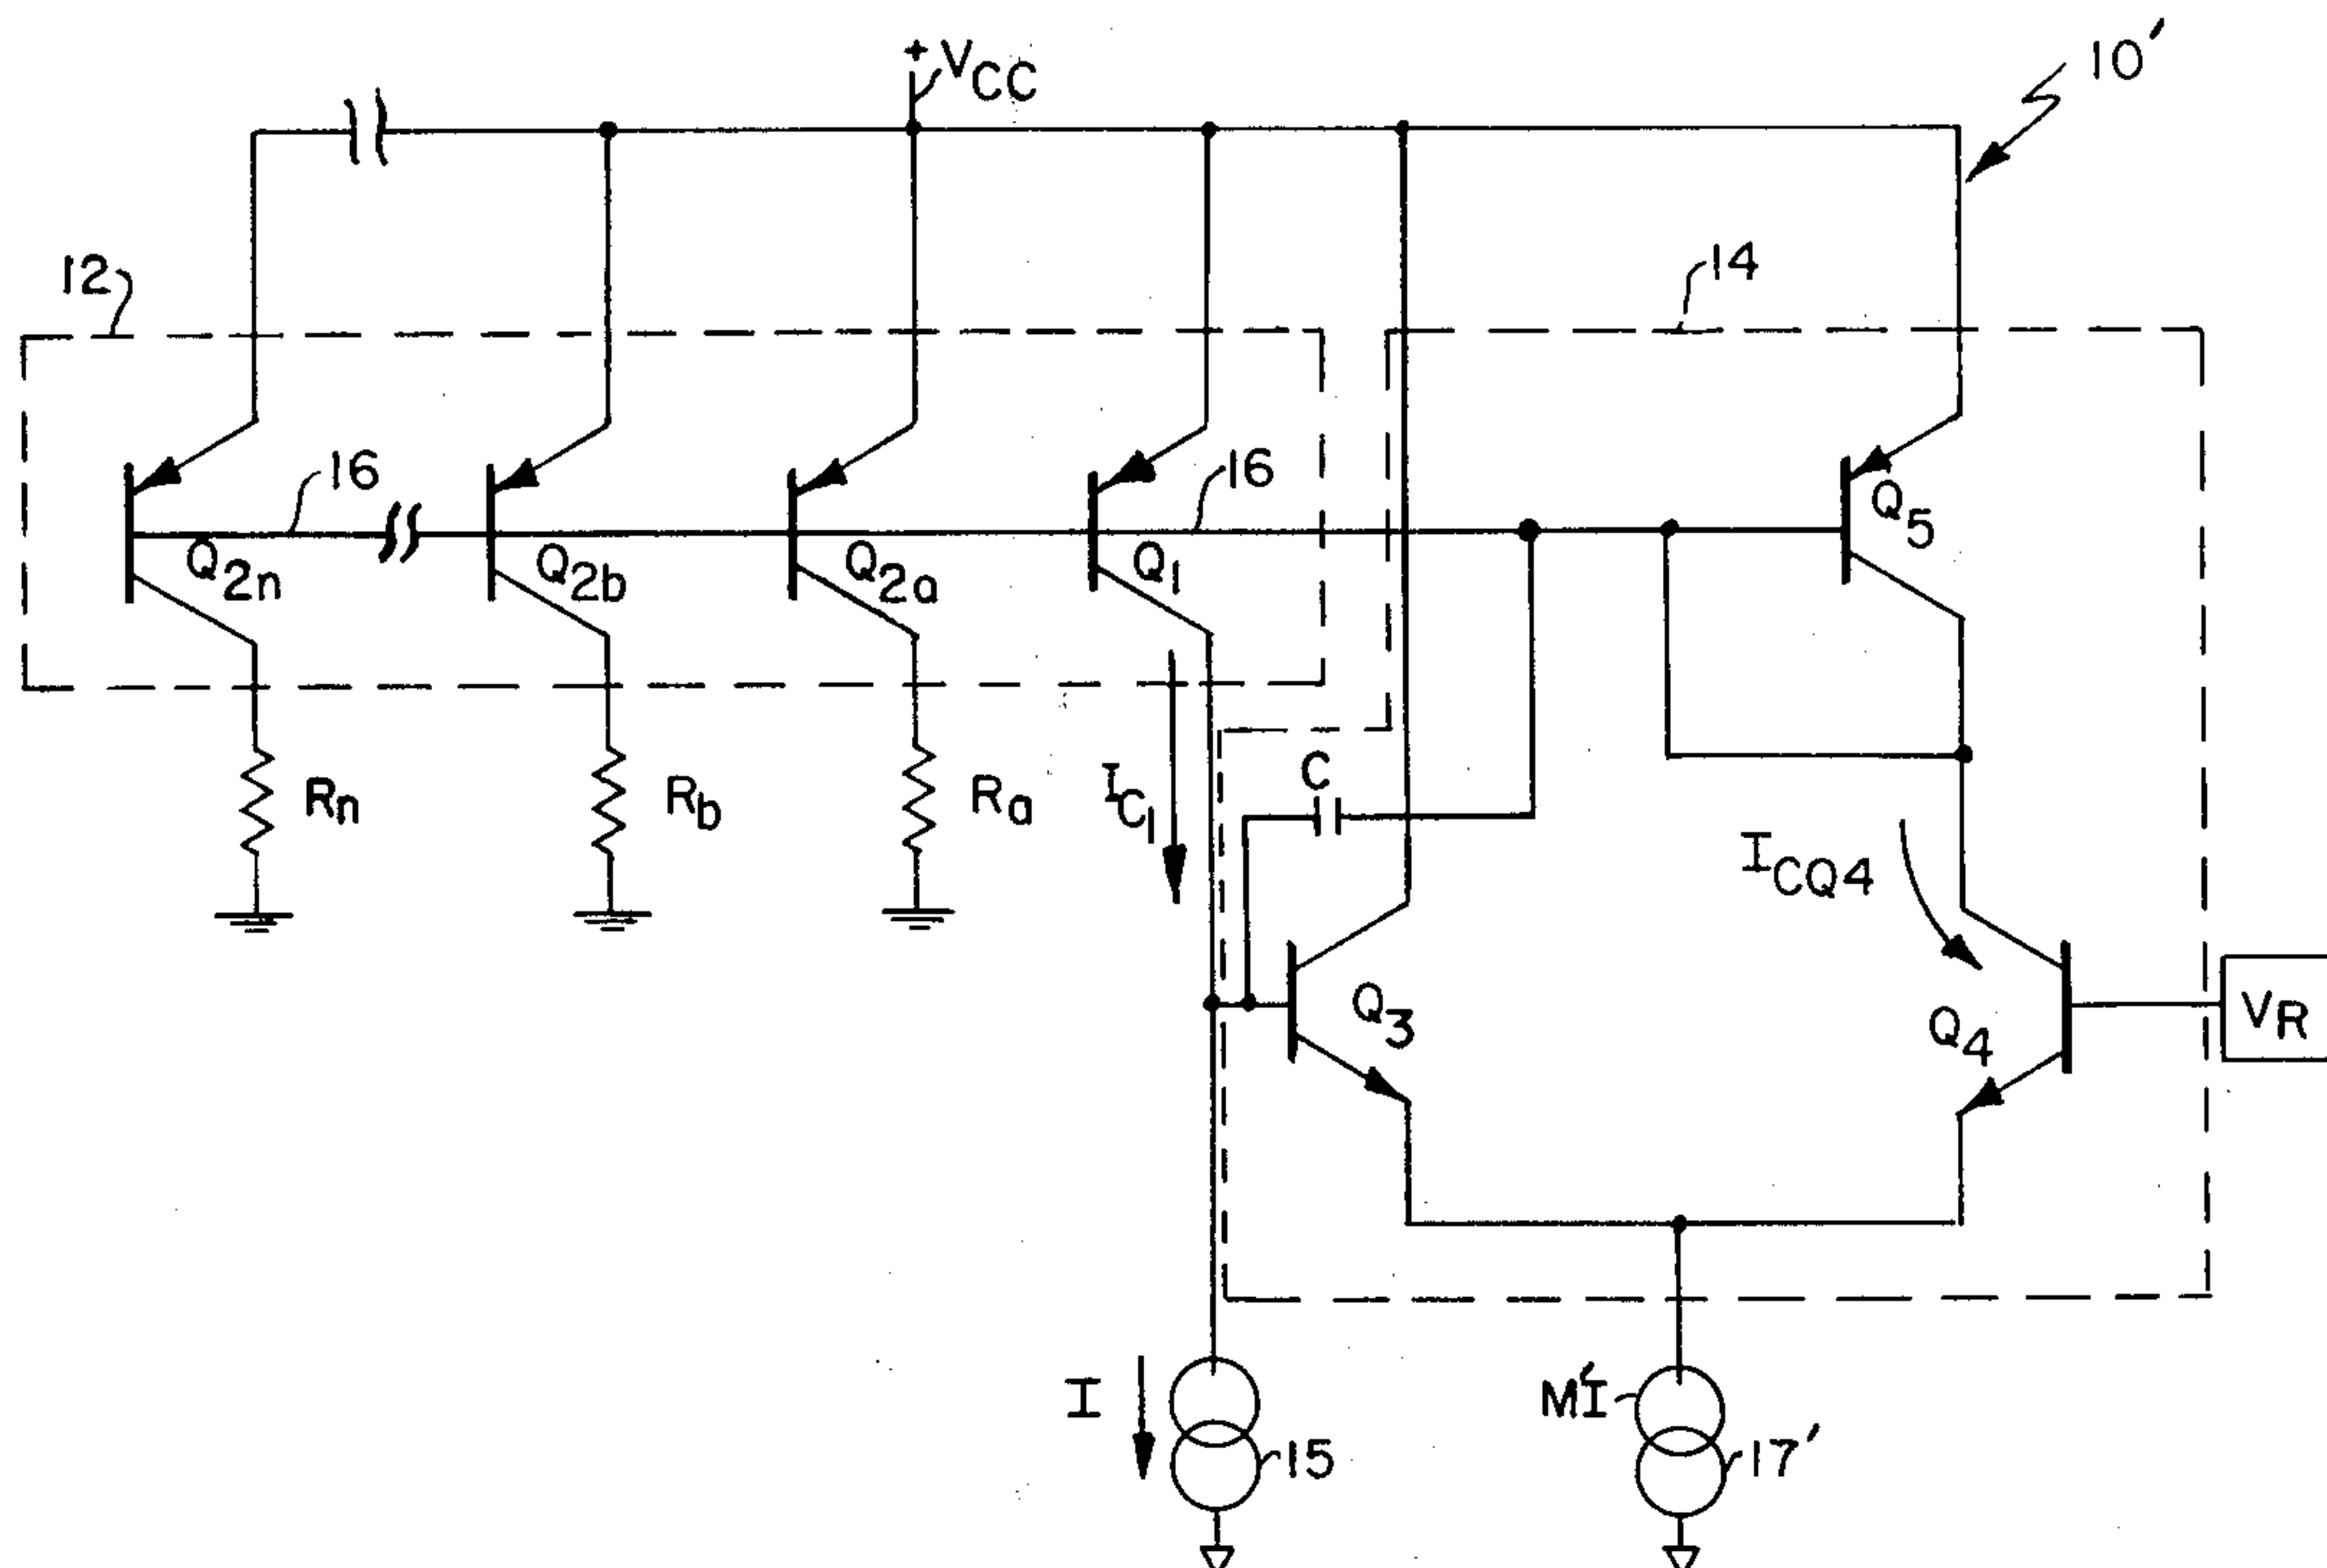 +VCC
10'
12
14
16
16
Q5
Q2n
Q2b
Q2a
Q1
C
Rn
Rb
Ra
IC1
ICQ4
Q3
Q4
VR
I
M'I
15
17'